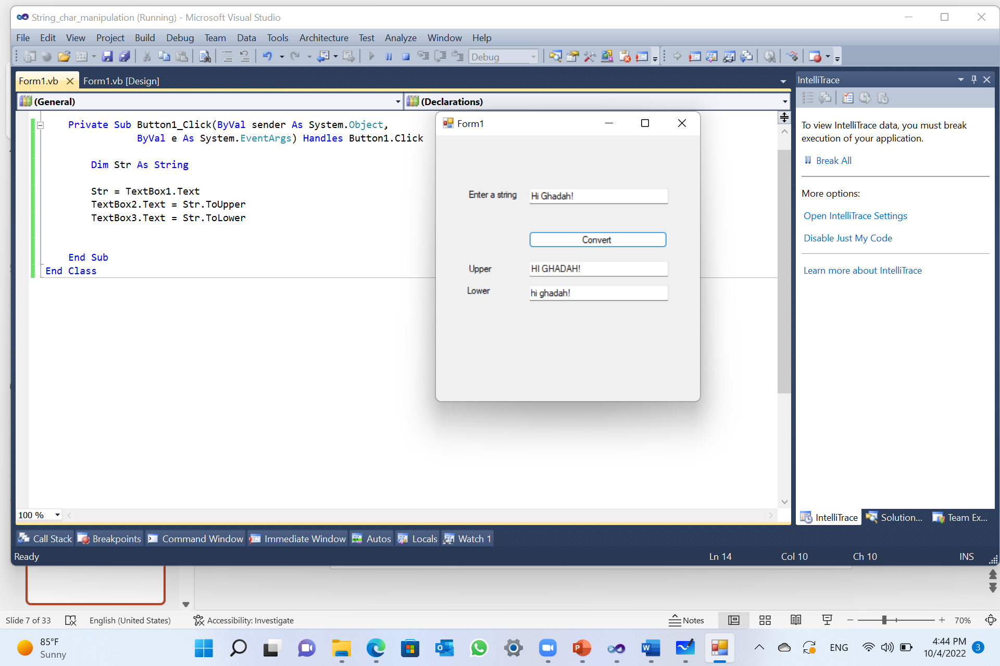 String_char_manipulation (Running) - Microsoft Visual Studio
File Edit View Project Build Debug Team Data Tools Architecture Test Analyze Window Help
Debug
Form1.vb Form1.vb [Design]
(General) (Declarations)
Private Sub Button1_Click(ByVal sender As System.Object,
ByVal e As System.EventArgs) Handles Button1.Click
Dim Str As String
Str = TextBox1.Text
TextBox2.Text = Str.ToUpper
TextBox3.Text = Str.ToLower
End Sub
End Class
100 %
Form1
Enter a string Hi Ghadah!
Convert
Upper HI GHADAH!
Lower hi ghadah!
IntelliTrace
To view IntelliTrace data, you must break
execution of your application.
Break All
More options:
Open IntelliTrace Settings
Disable Just My Code
Learn more about IntelliTrace
IntelliTrace Solution... Team Ex...
Call Stack Breakpoints Command Window Immediate Window Autos Locals Watch 1
Ready Ln 14 Col 10 Ch 10 INS
Slide 7 of 33 English (United States) Accessibility: Investigate Notes 70%
85°F
Sunny
ENG
4:44 PM
10/4/2022
3